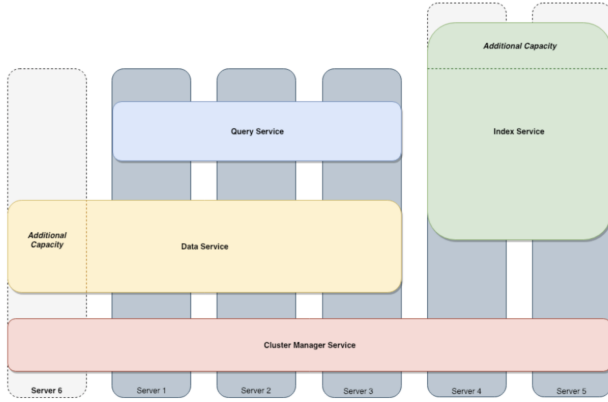 Additional Capacity
Query Service
Index Service
Additional
Capacity
Data Service
Cluster Manager Service
Server 6
Server 1
Server 2
Server 3
Server 4
Server 5